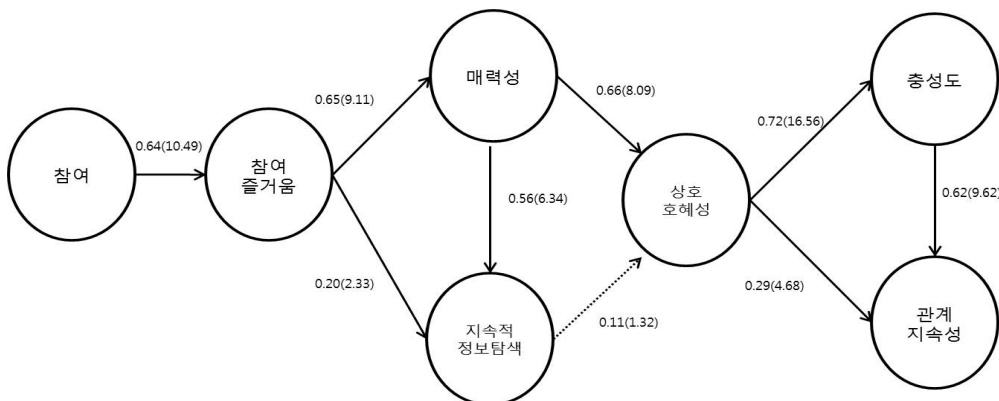 참여
0.64(10.49)
참여
즐거움
0.65(9.11)
0.20(2.33)
매력성
0.56(6.34)
지속적
정보탐색
0.66(8.09)
0.11(1.32)
상호
호혜성
0.72(16.56)
0.29(4.68)
충성도
0.62(9.62)
관계
지속성